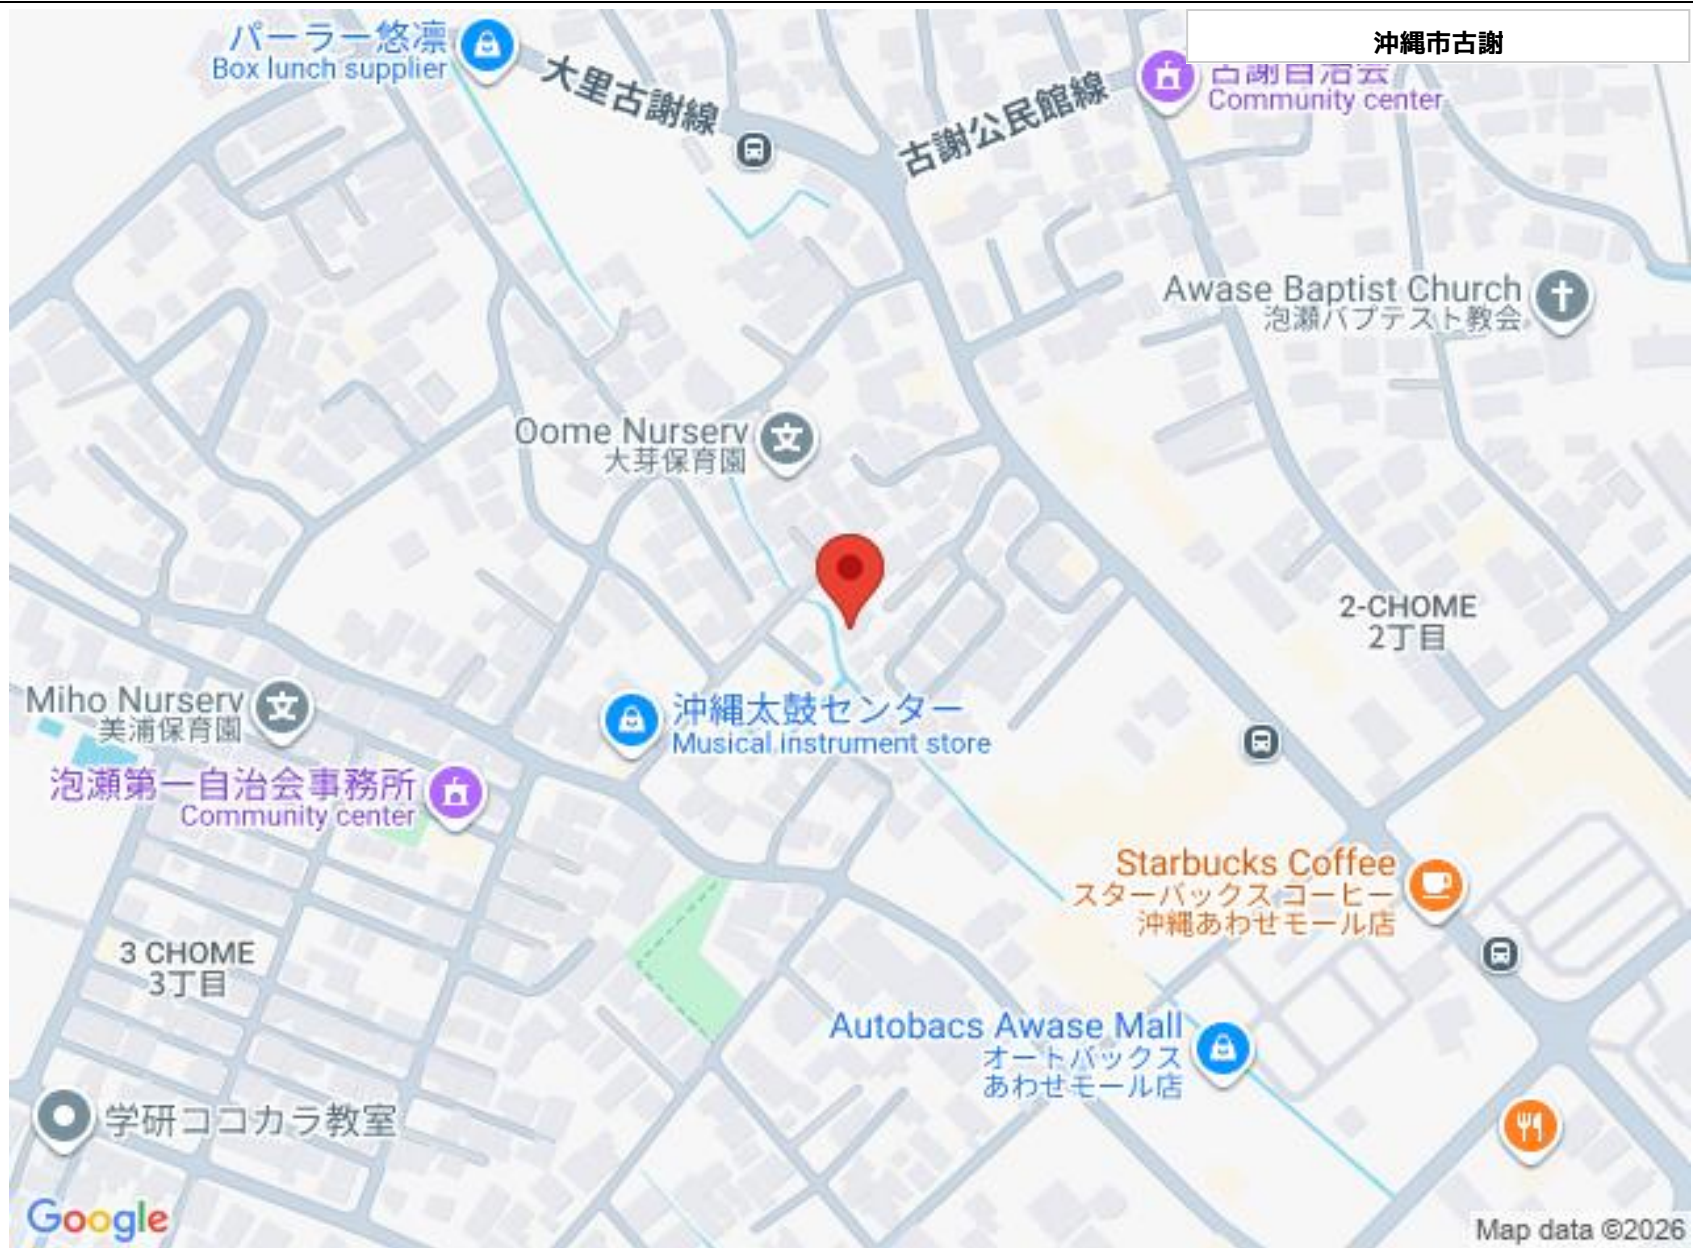 沖縄市古謝
パーラー悠凛
Box lunch supplier
大里古謝線
古謝公民館線
古謝自治会
Community center
Awase Baptist Church
泡瀬バプテスト教会
Oome Nursery
大芽保育園
2-CHOME
2丁目
Miho Nursery
美浦保育園
沖縄太鼓センター
Musical instrument store
泡瀬第一自治会事務所
Community center
Starbucks Coffee
スターバックス コーヒー
沖縄あわせモール店
3 CHOME
3丁目
Autobacs Awase Mall
オートバックス
あわせモール店
学研ココカラ教室
Google
Map data ©2026